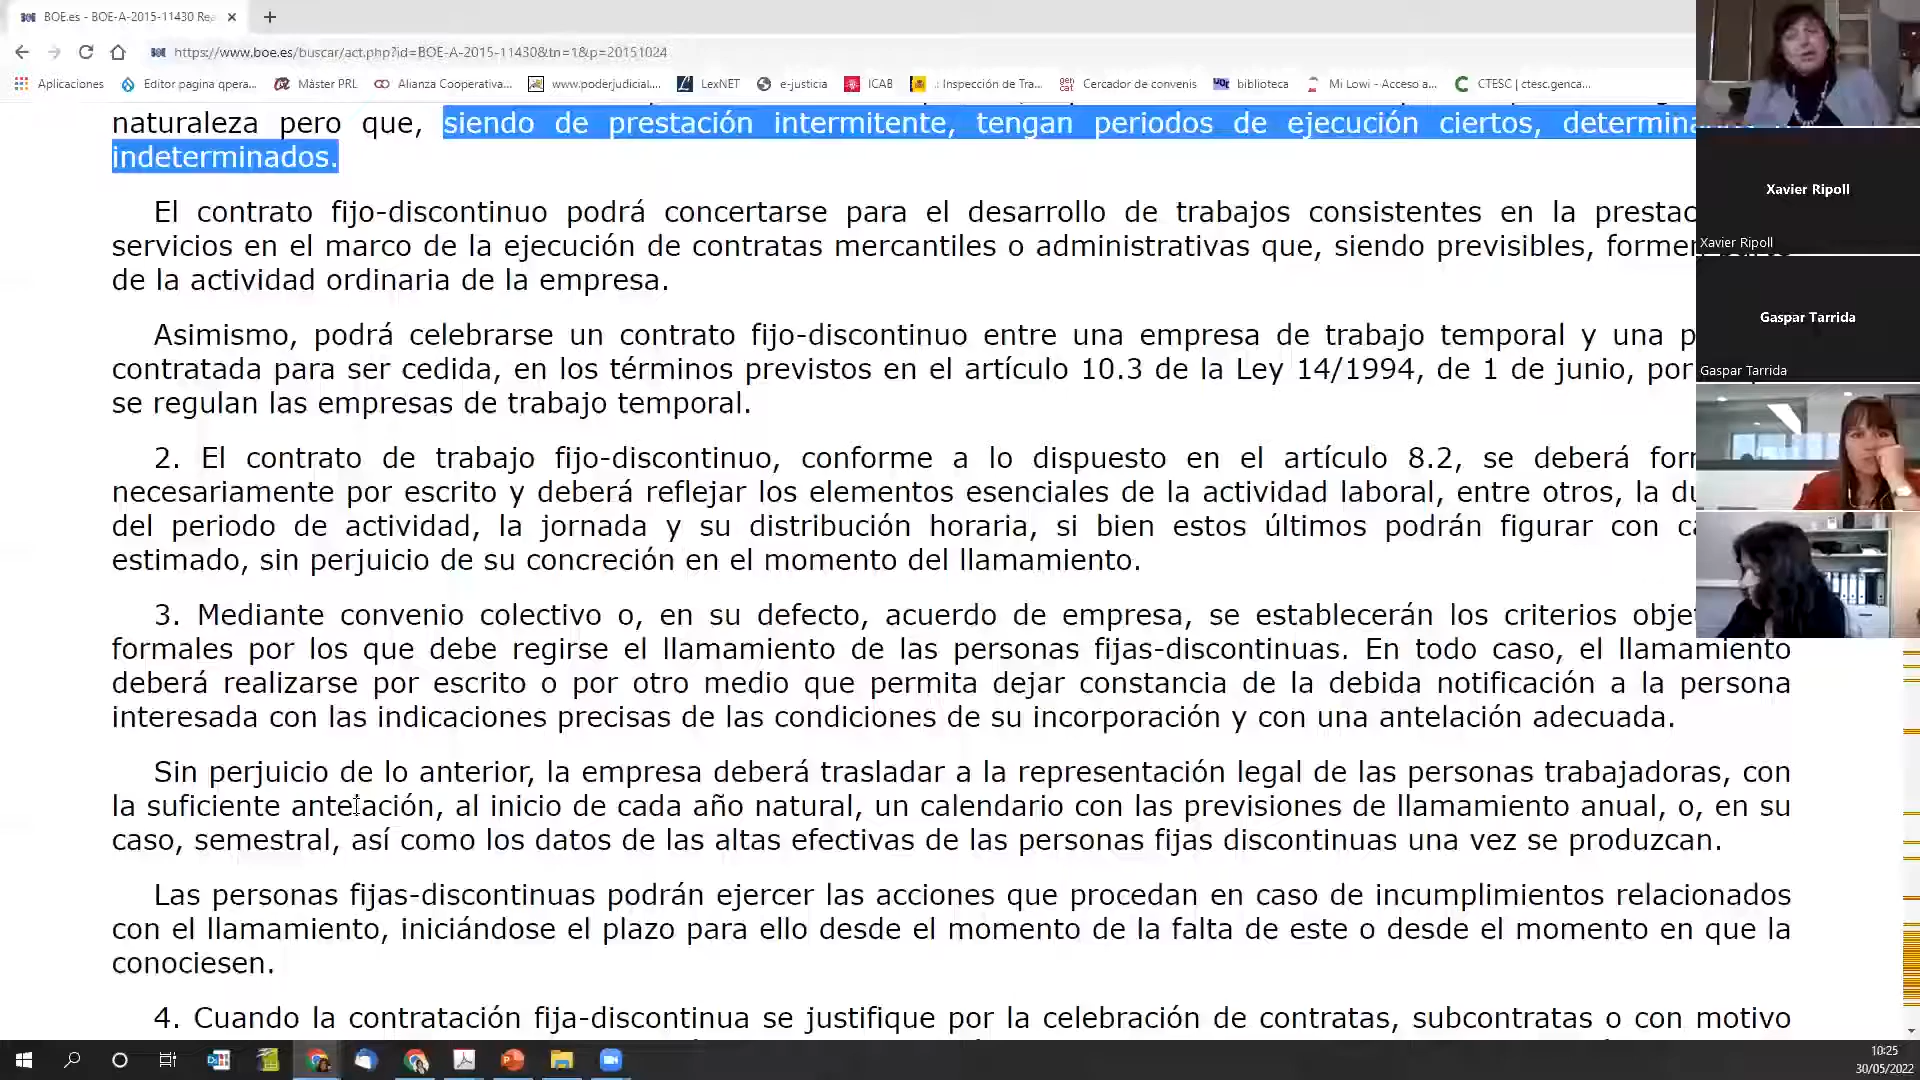 BOE.es - BOE-A-2015-11430 Rea
https://www.boe.es/buscar/act.php?id=BOE-A-2015-11430&tn=1&p=20151024
Aplicaciones Editor pagina qpera... Màster PRL Alianza Cooperativa... www.poderjudicial.... LexNET e-justicia ICAB .: Inspección de Tra... Cercador de convenis biblioteca Mi Lowi - Acceso a... CTESC | ctesc.genca...
naturaleza pero que, siendo de prestación intermitente, tengan periodos de ejecución ciertos,
indeterminados.
El contrato fijo-discontinuo podrá concertarse para el desarrollo de trabajos consistentes en la
servicios en el marco de la ejecución de contratas mercantiles o administrativas que, siendo previsibles,
de la actividad ordinaria de la empresa.
Asimismo, podrá celebrarse un contrato fijo-discontinuo entre una empresa de trabajo temporal y una
contratada para ser cedida, en los términos previstos en el artículo 10.3 de la Ley 14/1994, de 1 de junio, por
se regulan las empresas de trabajo temporal.
2. El contrato de trabajo fijo-discontinuo, conforme a lo dispuesto en el artículo 8.2, se deberá
necesariamente por escrito y deberá reflejar los elementos esenciales de la actividad laboral, entre otros, la
del periodo de actividad, la jornada y su distribución horaria, si bien estos últimos podrán figurar con
estimado, sin perjuicio de su concreción en el momento del llamamiento.
3. Mediante convenio colectivo o, en su defecto, acuerdo de empresa, se establecerán los criterios
formales por los que debe regirse el llamamiento de las personas fijas-discontinuas. En todo caso, el llamamiento
deberá realizarse por escrito o por otro medio que permita dejar constancia de la debida notificación a la persona
interesada con las indicaciones precisas de las condiciones de su incorporación y con una antelación adecuada.
Sin perjuicio de lo anterior, la empresa deberá trasladar a la representación legal de las personas trabajadoras, con
la suficiente antelación, al inicio de cada año natural, un calendario con las previsiones de llamamiento anual, o, en su
caso, semestral, así como los datos de las altas efectivas de las personas fijas discontinuas una vez se produzcan.
Las personas fijas-discontinuas podrán ejercer las acciones que procedan en caso de incumplimientos relacionados
con el llamamiento, iniciándose el plazo para ello desde el momento de la falta de este o desde el momento en que la
conociesen.
4. Cuando la contratación fija-discontinua se justifique por la celebración de contratas, subcontratas o con motivo
Xavier Ripoll
Xavier Ripoll
Gaspar Tarrida
Gaspar Tarrida
10:25
30/05/2022